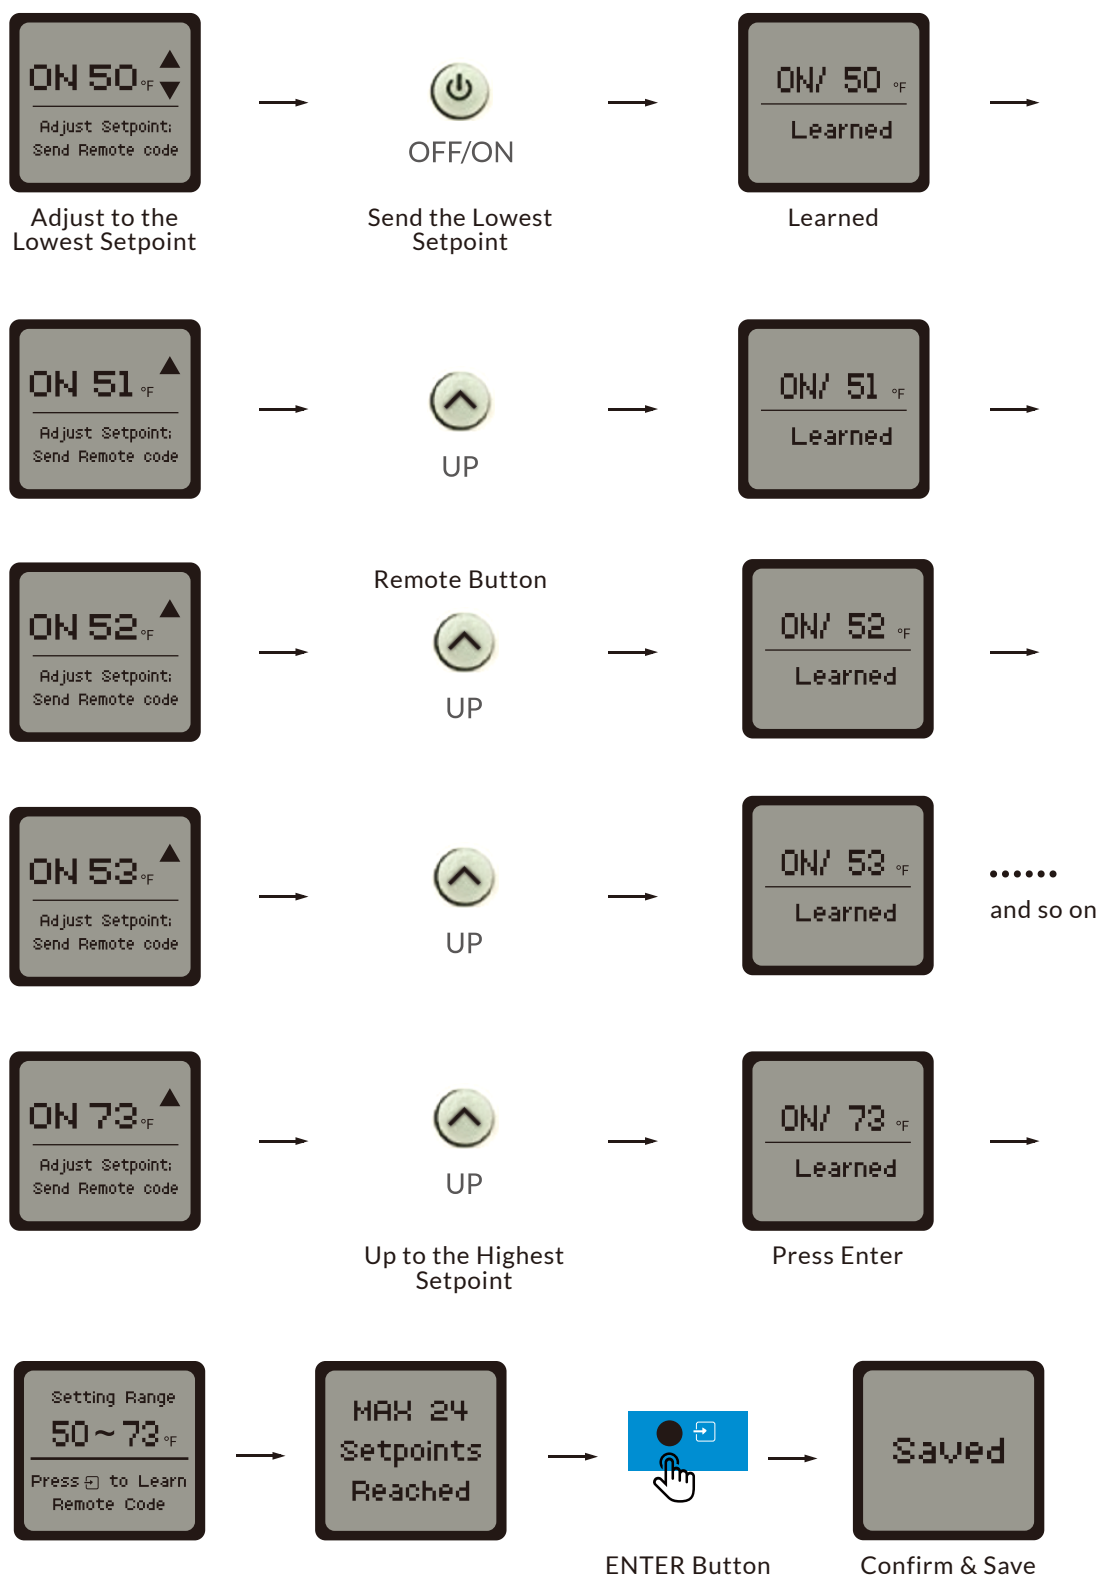 ON 50 °F
Adjust Setpoint;
Send Remote code
Adjust to the
Lowest Setpoint
OFF/ON
Send the Lowest
Setpoint
ON/ 50 °F
Learned
Learned
ON 51 °F
Adjust Setpoint;
Send Remote code
UP
ON/ 51 °F
Learned
ON 52 °F
Adjust Setpoint;
Send Remote code
Remote Button
UP
ON/ 52 °F
Learned
ON 53 °F
Adjust Setpoint;
Send Remote code
UP
ON/ 53 °F
Learned
......
and so on
ON 73 °F
Adjust Setpoint;
Send Remote code
UP
Up to the Highest
Setpoint
ON/ 73 °F
Learned
Press Enter
Setting Range
50~73 °F
Press to Learn
Remote Code
MAX 24
Setpoints
Reached
ENTER Button
Saved
Confirm & Save